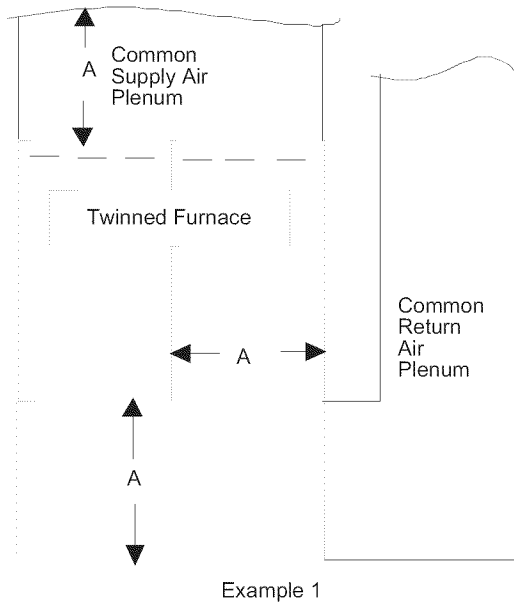 A
Common
Supply Air
Plenum
Twinned Furnace
Common
Return
Air
Plenum
A
A
Example 1